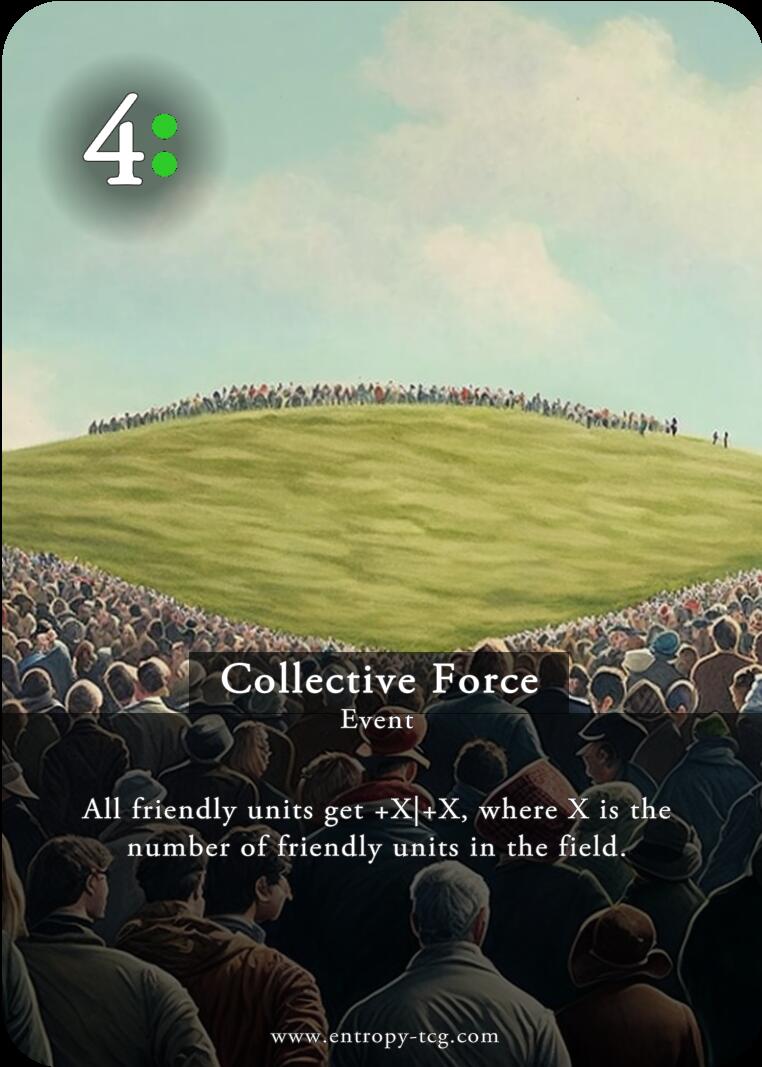 4
Collective Force
Event
All friendly units get +X|+X, where X is the
number of friendly units in the field.
www.entropy-tcg.com